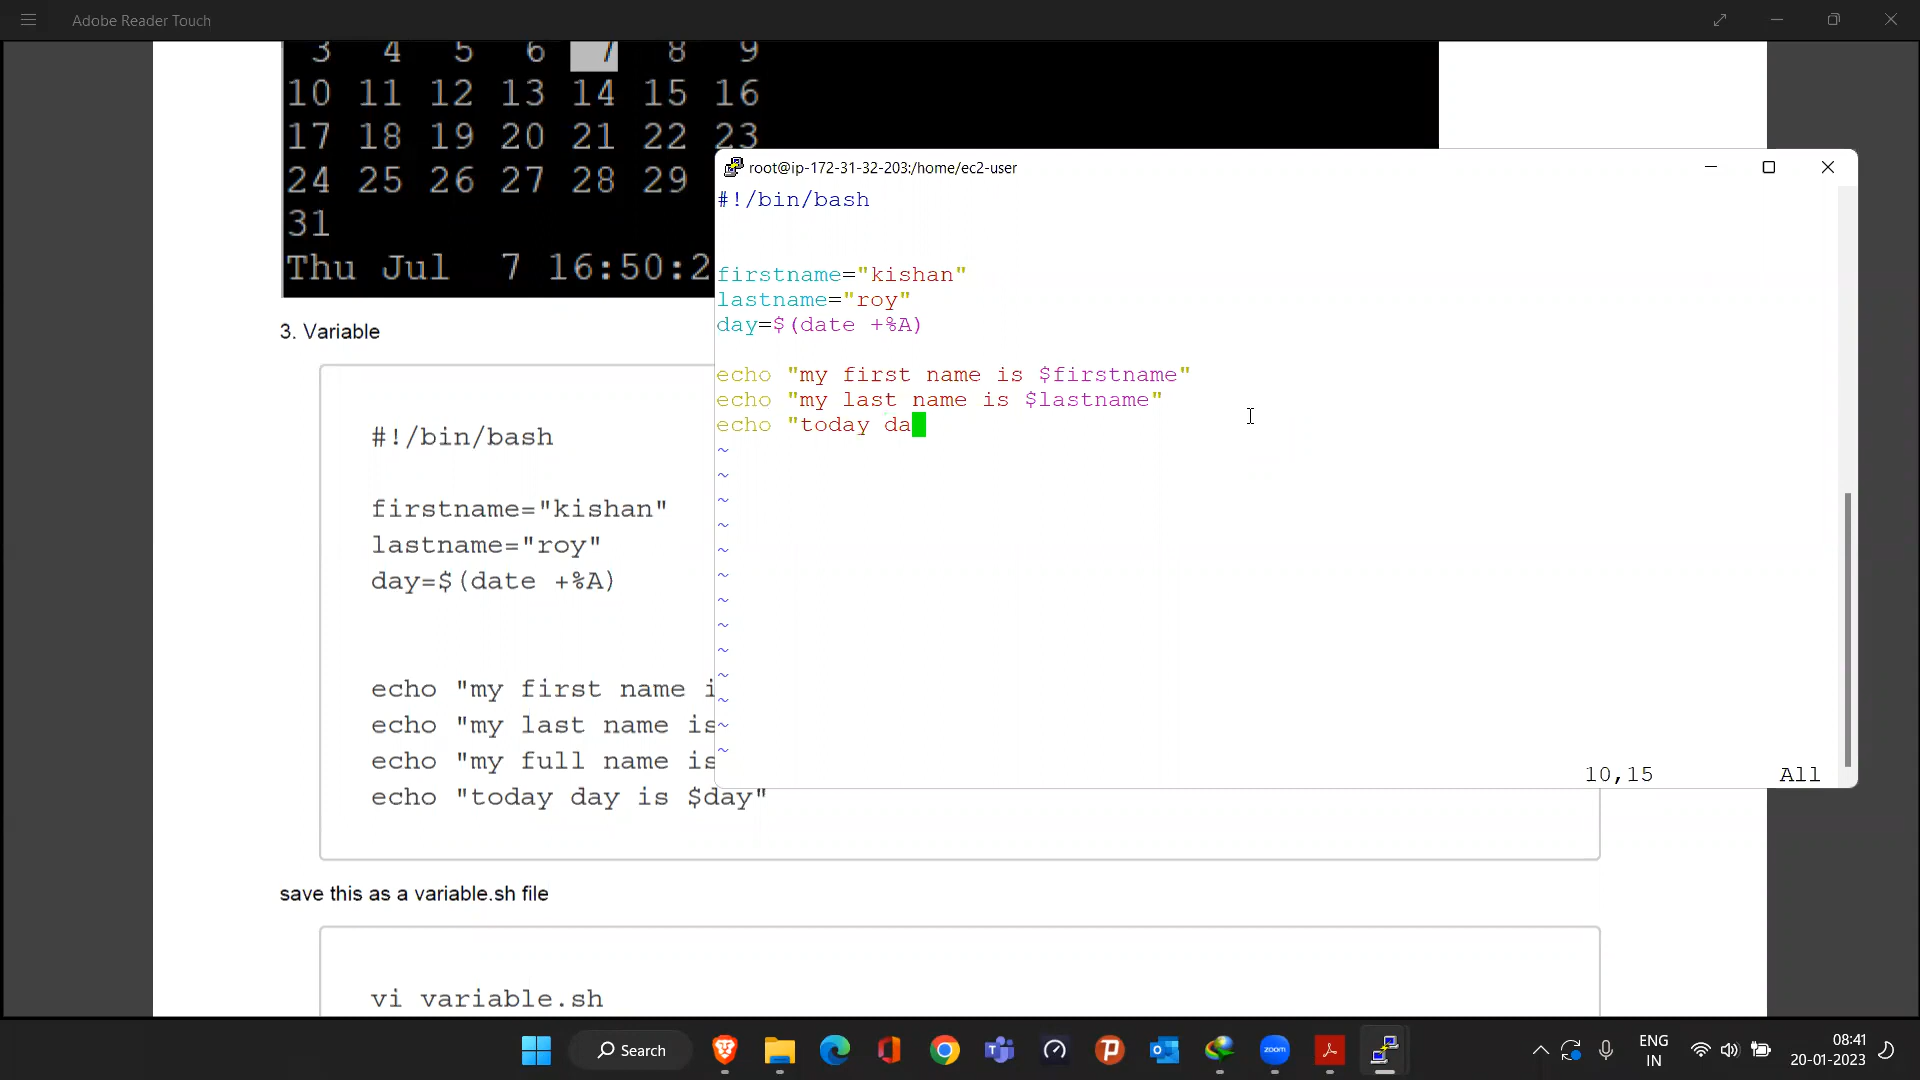 Adobe Reader Touch
3 4 5 6 7 8 9
10 11 12 13 14 15 16
17 18 19 20 21 22 23
24 25 26 27 28 29
31
Thu Jul 7 16:50:2
3. Variable
#!/bin/bash
firstname="kishan"
lastname="roy"
day=$(date +%A)
echo "my first name i
echo "my last name is
echo "my full name is
echo "today day is $day"
save this as a variable.sh file
vi variable.sh
root@ip-172-31-32-203:/home/ec2-user
#!/bin/bash
firstname="kishan"
lastname="roy"
day=$(date +%A)
echo "my first name is $firstname"
echo "my last name is $lastname"
echo "today da
~
~
~
~
~
~
~
~
~
~
~
~
~
10,15 All
Search
zoom
ENG
IN
08:41
20-01-2023